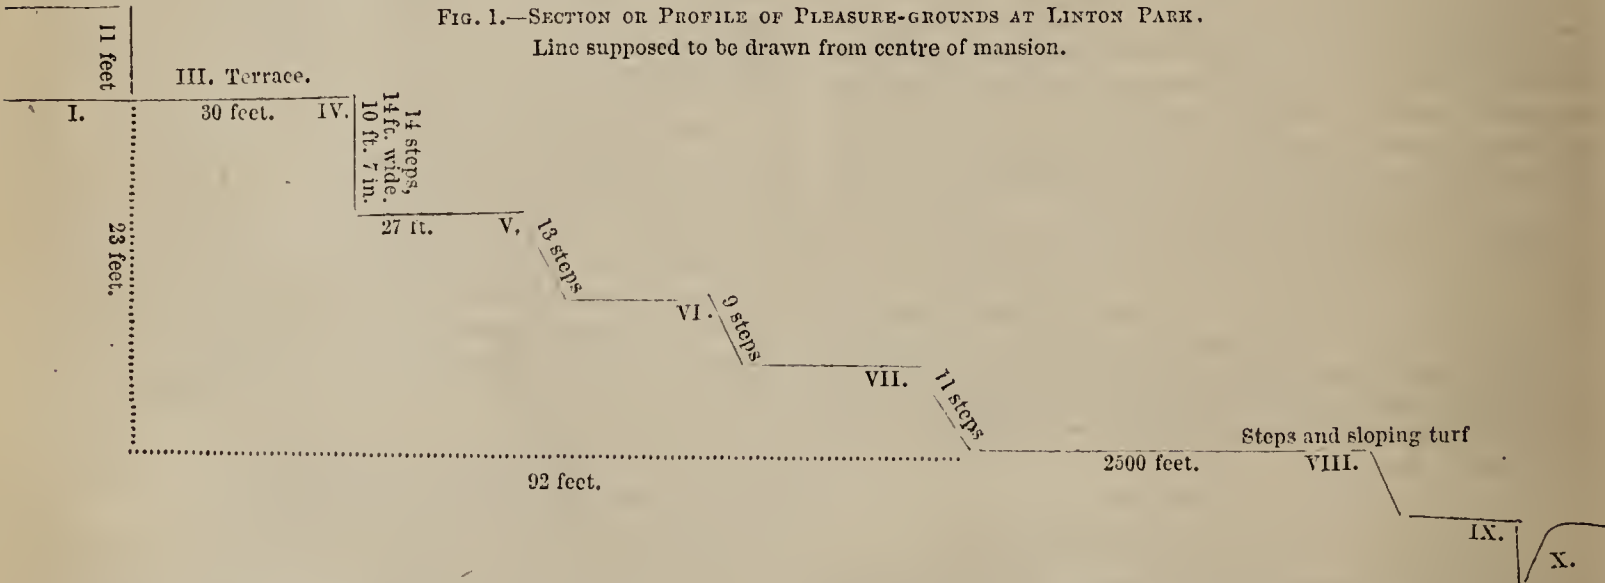 FIG. 1.—SECTION OR PROFILE OF PLEASURE-GROUNDS AT LINTON PARK.
Line supposed to be drawn from centre of mansion.
11 feet
III. Terrace.
I.
30 feet.
IV.
14 steps,
14 ft. wide.
10 ft. 7 in.
23 feet.
27 ft.
V.
13 steps
VI.
9 steps
VII.
11 steps
Steps and sloping turf
2500 feet.
VIII.
92 feet.
IX.
X.